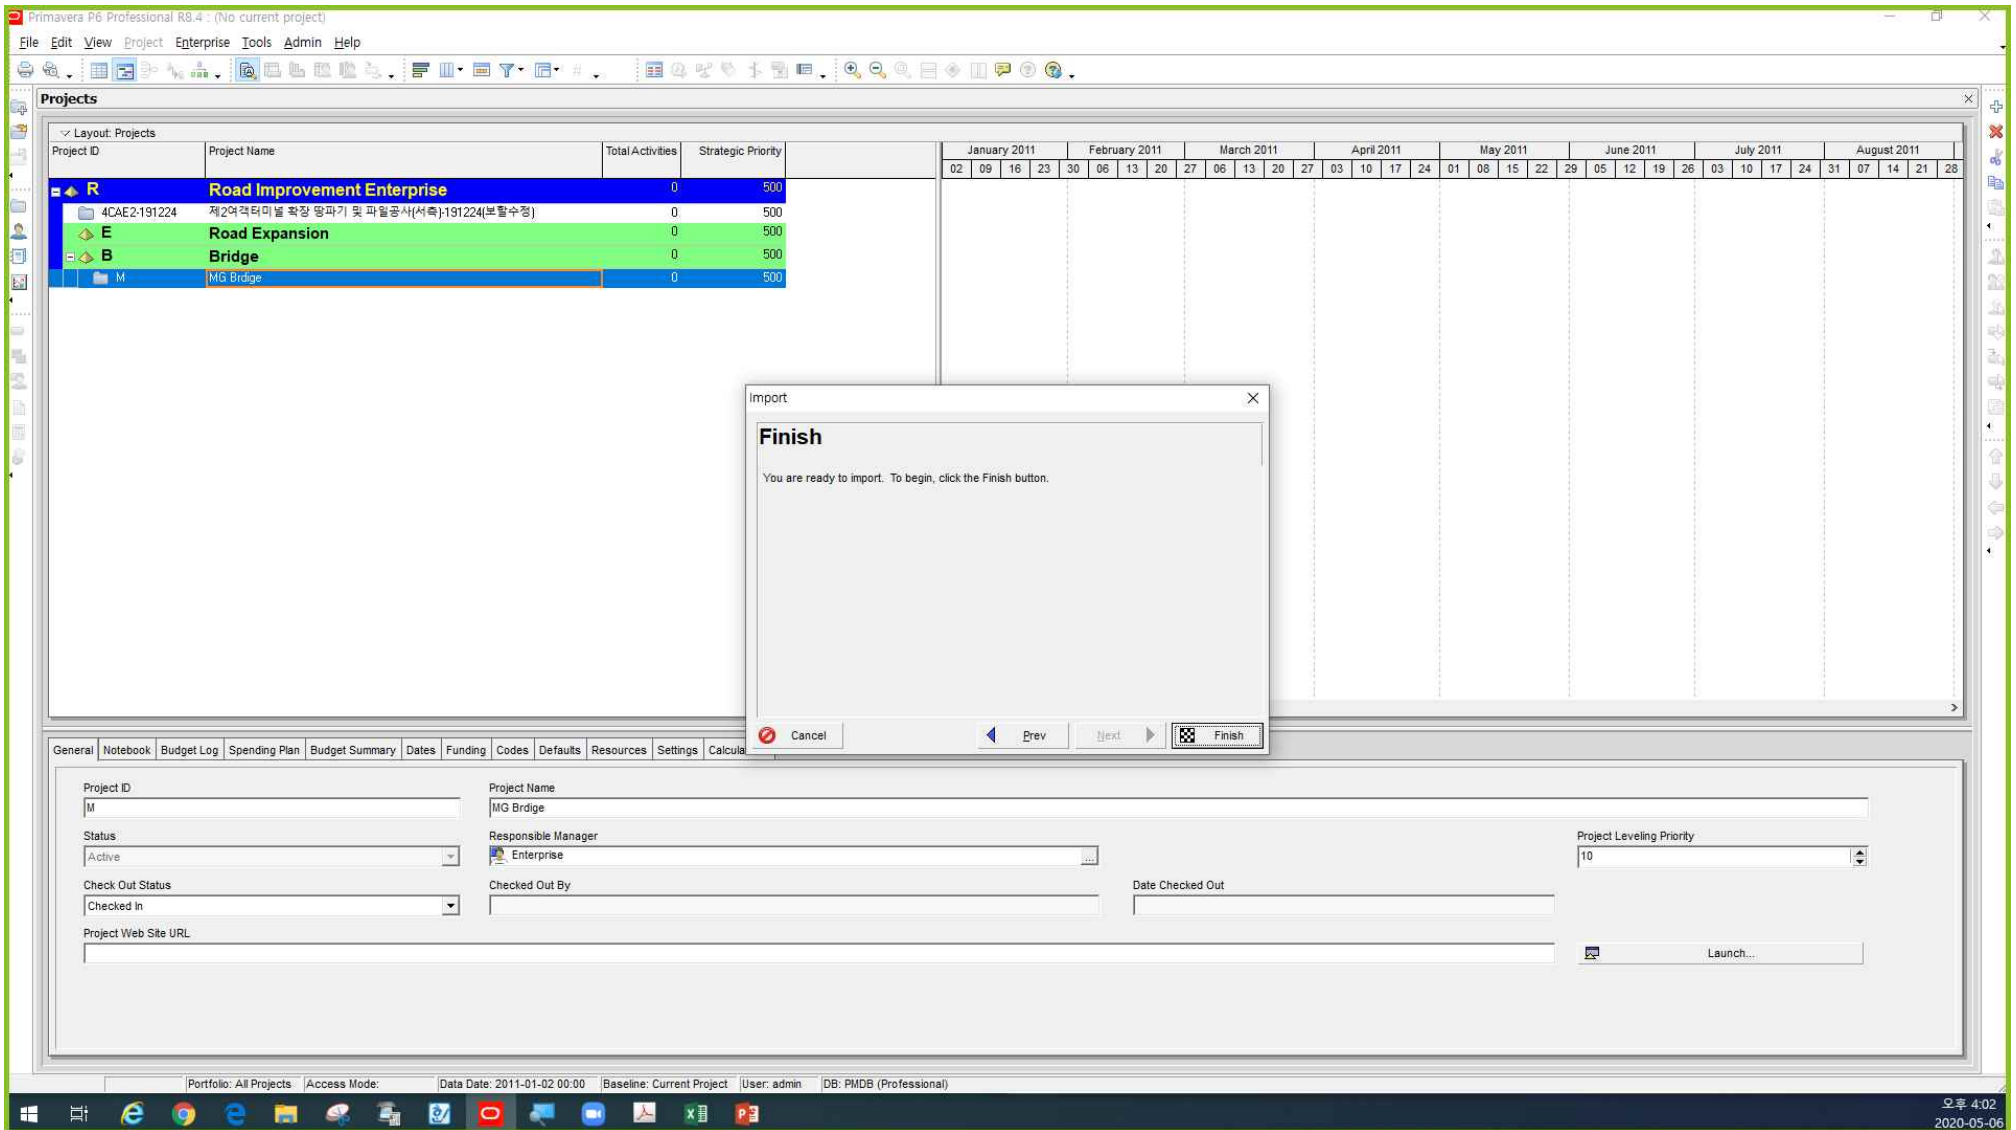 Primavera P6 Professional R8.4 : (No current project)
File Edit View Project Enterprise Tools Admin Help
Projects
Layout: Projects
Project ID Project Name Total Activities Strategic Priority
January 2011 February 2011 March 2011 April 2011 May 2011 June 2011 July 2011 August 2011
02 09 16 23 30 06 13 20 27 06 13 20 27 03 10 17 24 01 08 15 22 29 05 12 19 26 03 10 17 24 31 07 14 21 28
R Road Improvement Enterprise 0 500
4CAE2-191224 제2여객터미널 확장 땅파기 및 파일공사(서측)-191224(보할수정) 0 500
E Road Expansion 0 500
B Bridge 0 500
M MG Brdige 0 500
Import
Finish
You are ready to import. To begin, click the Finish button.
Cancel Prev Next Finish
General Notebook Budget Log Spending Plan Budget Summary Dates Funding Codes Defaults Resources Settings Calcula
Project ID Project Name
M MG Brdige
Status Responsible Manager Project Leveling Priority
Active Enterprise ... 10
Check Out Status Checked Out By Date Checked Out
Checked In
Project Web Site URL
Launch...
Portfolio: All Projects Access Mode: Data Date: 2011-01-02 00:00 Baseline: Current Project User: admin DB: PMDB (Professional)
오후 4:02
2020-05-06